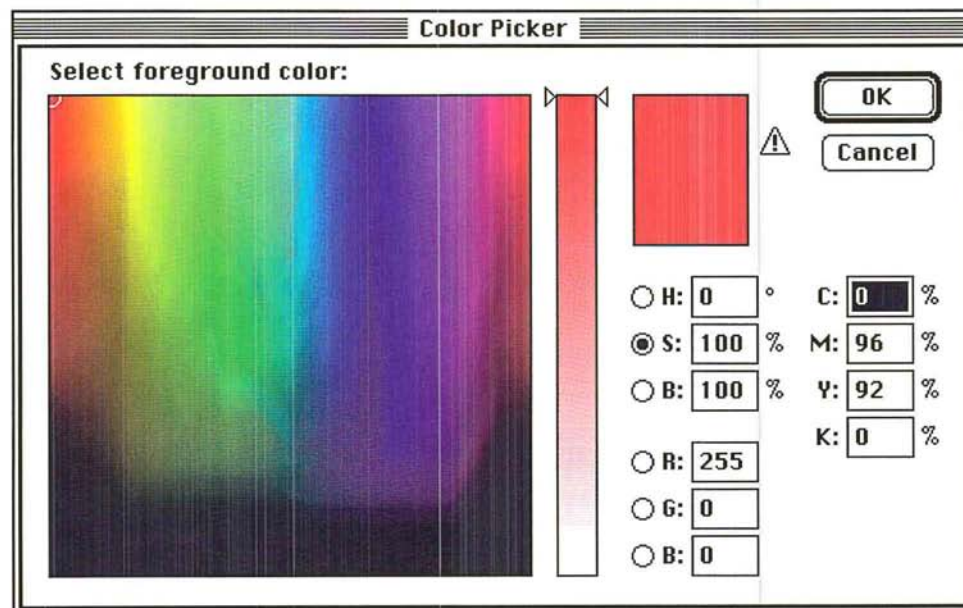 Color Picker
Select foreground color:
OK
Cancel
H: 0 °
S: 100 %
B: 100 %
R: 255
G: 0
B: 0
C: 0 %
M: 96 %
Y: 92 %
K: 0 %